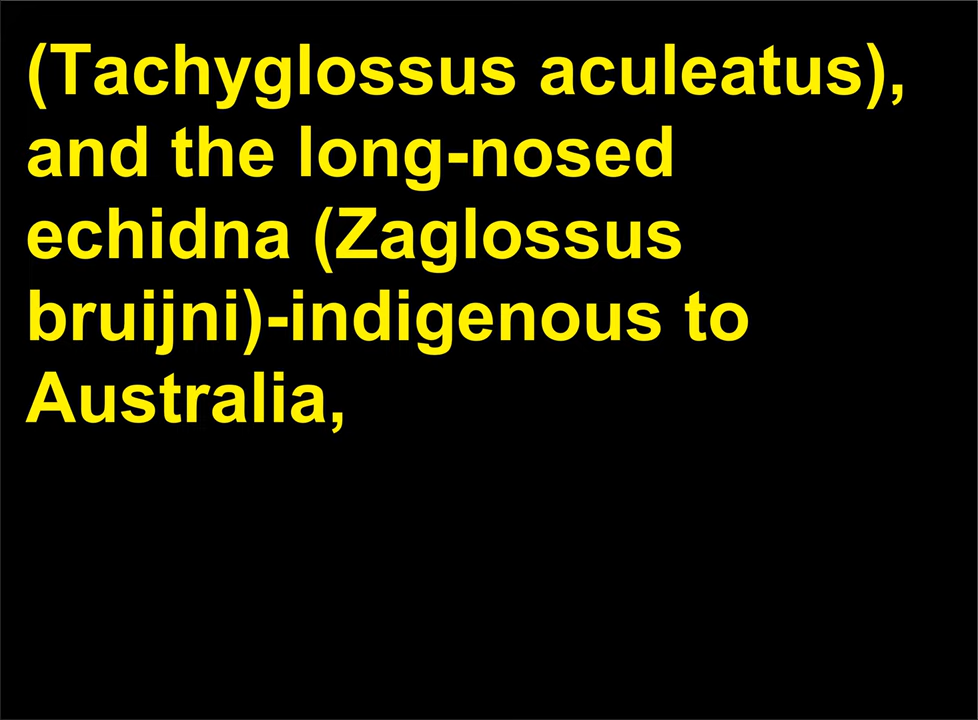 (Tachyglossus aculeatus),
and the long-nosed
echidna (Zaglossus
bruijni)-indigenous to
Australia,